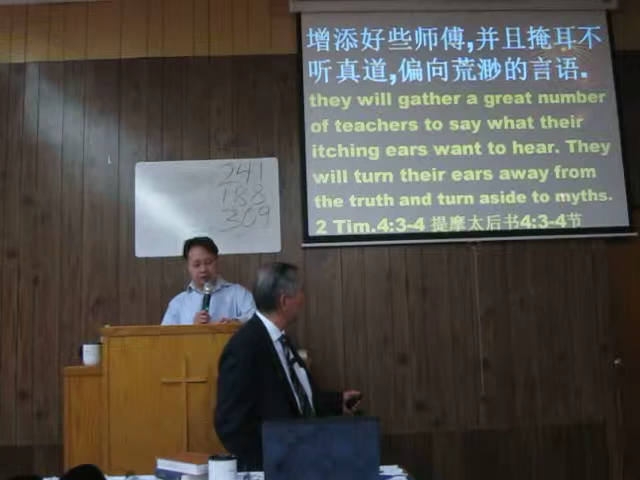 增添好些师傅,并且掩耳不
听真道,偏向荒渺的言语.
they will gather a great number
of teachers to say what their
itching ears want to hear. They
will turn their ears away from
the truth and turn aside to myths.
2 Tim.4:3-4 提摩太后书4:3-4节
241
188
309